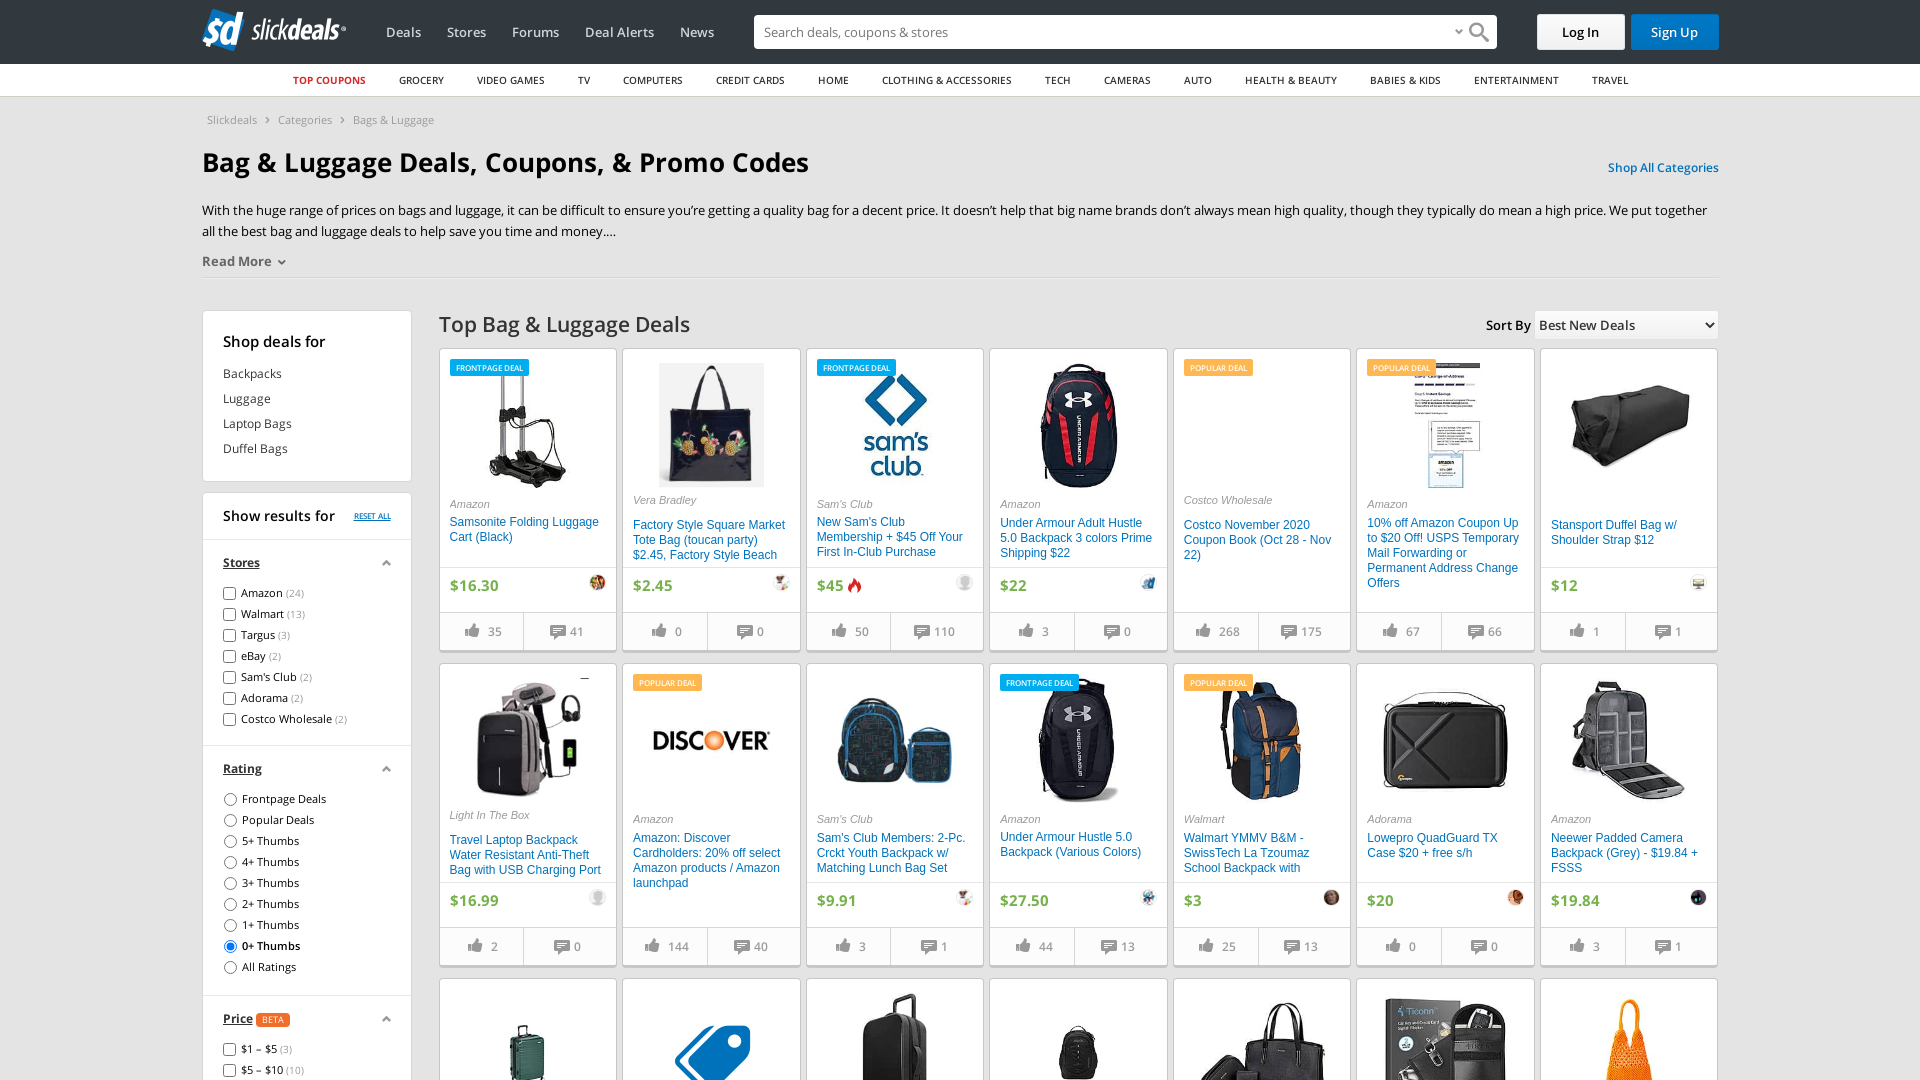 slickdeals
Deals
Stores
Forums
Deal Alerts
News
Search deals, coupons & stores
Log In
Sign Up
TOP COUPONS
GROCERY
VIDEO GAMES
TV
COMPUTERS
CREDIT CARDS
HOME
CLOTHING & ACCESSORIES
TECH
CAMERAS
AUTO
HEALTH & BEAUTY
BABIES & KIDS
ENTERTAINMENT
TRAVEL
Slickdeals > Categories > Bags & Luggage
Bag & Luggage Deals, Coupons, & Promo Codes
Shop All Categories
With the huge range of prices on bags and luggage, it can be difficult to ensure you’re getting a quality bag for a decent price. It doesn’t help that big name brands don’t always mean high quality, though they typically do mean a high price. We put together
all the best bag and luggage deals to help save you time and money....
Read More
Shop deals for
Backpacks
Luggage
Laptop Bags
Duffel Bags
Show results for
RESET ALL
Stores
Amazon (24)
Walmart (13)
Targus (3)
eBay (2)
Sam's Club (2)
Adorama (2)
Costco Wholesale (2)
Rating
Frontpage Deals
Popular Deals
5+ Thumbs
4+ Thumbs
3+ Thumbs
2+ Thumbs
1+ Thumbs
0+ Thumbs
All Ratings
Price BETA
$1 – $5 (3)
$5 – $10 (10)
Top Bag & Luggage Deals
Sort By
Best New Deals
FRONTPAGE DEAL
Amazon
Samsonite Folding Luggage
Cart (Black)
$16.30
35
41
Vera Bradley
Factory Style Square Market
Tote Bag (toucan party)
$2.45, Factory Style Beach
$2.45
0
0
FRONTPAGE DEAL
sam's
club
Sam's Club
New Sam's Club
Membership + $45 Off Your
First In-Club Purchase
$45
50
110
UNDER ARMOUR
Amazon
Under Armour Adult Hustle
5.0 Backpack 3 colors Prime
Shipping $22
$22
3
0
POPULAR DEAL
Costco Wholesale
Costco November 2020
Coupon Book (Oct 28 - Nov
22)
268
175
POPULAR DEAL
Amazon
10% off Amazon Coupon Up
to $20 Off! USPS Temporary
Mail Forwarding or
Permanent Address Change
Offers
67
66
Stansport Duffel Bag w/
Shoulder Strap $12
$12
1
1
Light In The Box
Travel Laptop Backpack
Water Resistant Anti-Theft
Bag with USB Charging Port
$16.99
2
0
POPULAR DEAL
DISCOVER
Amazon
Amazon: Discover
Cardholders: 20% off select
Amazon products / Amazon
launchpad
144
40
Sam's Club
Sam's Club Members: 2-Pc.
Crckt Youth Backpack w/
Matching Lunch Bag Set
$9.91
3
1
FRONTPAGE DEAL
UNDER ARMOUR
Amazon
Under Armour Hustle 5.0
Backpack (Various Colors)
$27.50
44
13
POPULAR DEAL
Walmart
Walmart YMMV B&M -
SwissTech La Tzoumaz
School Backpack with
$3
25
13
Adorama
Lowepro QuadGuard TX
Case $20 + free s/h
$20
0
0
Amazon
Neewer Padded Camera
Backpack (Grey) - $19.84 +
FSSS
$19.84
3
1
Ticonn